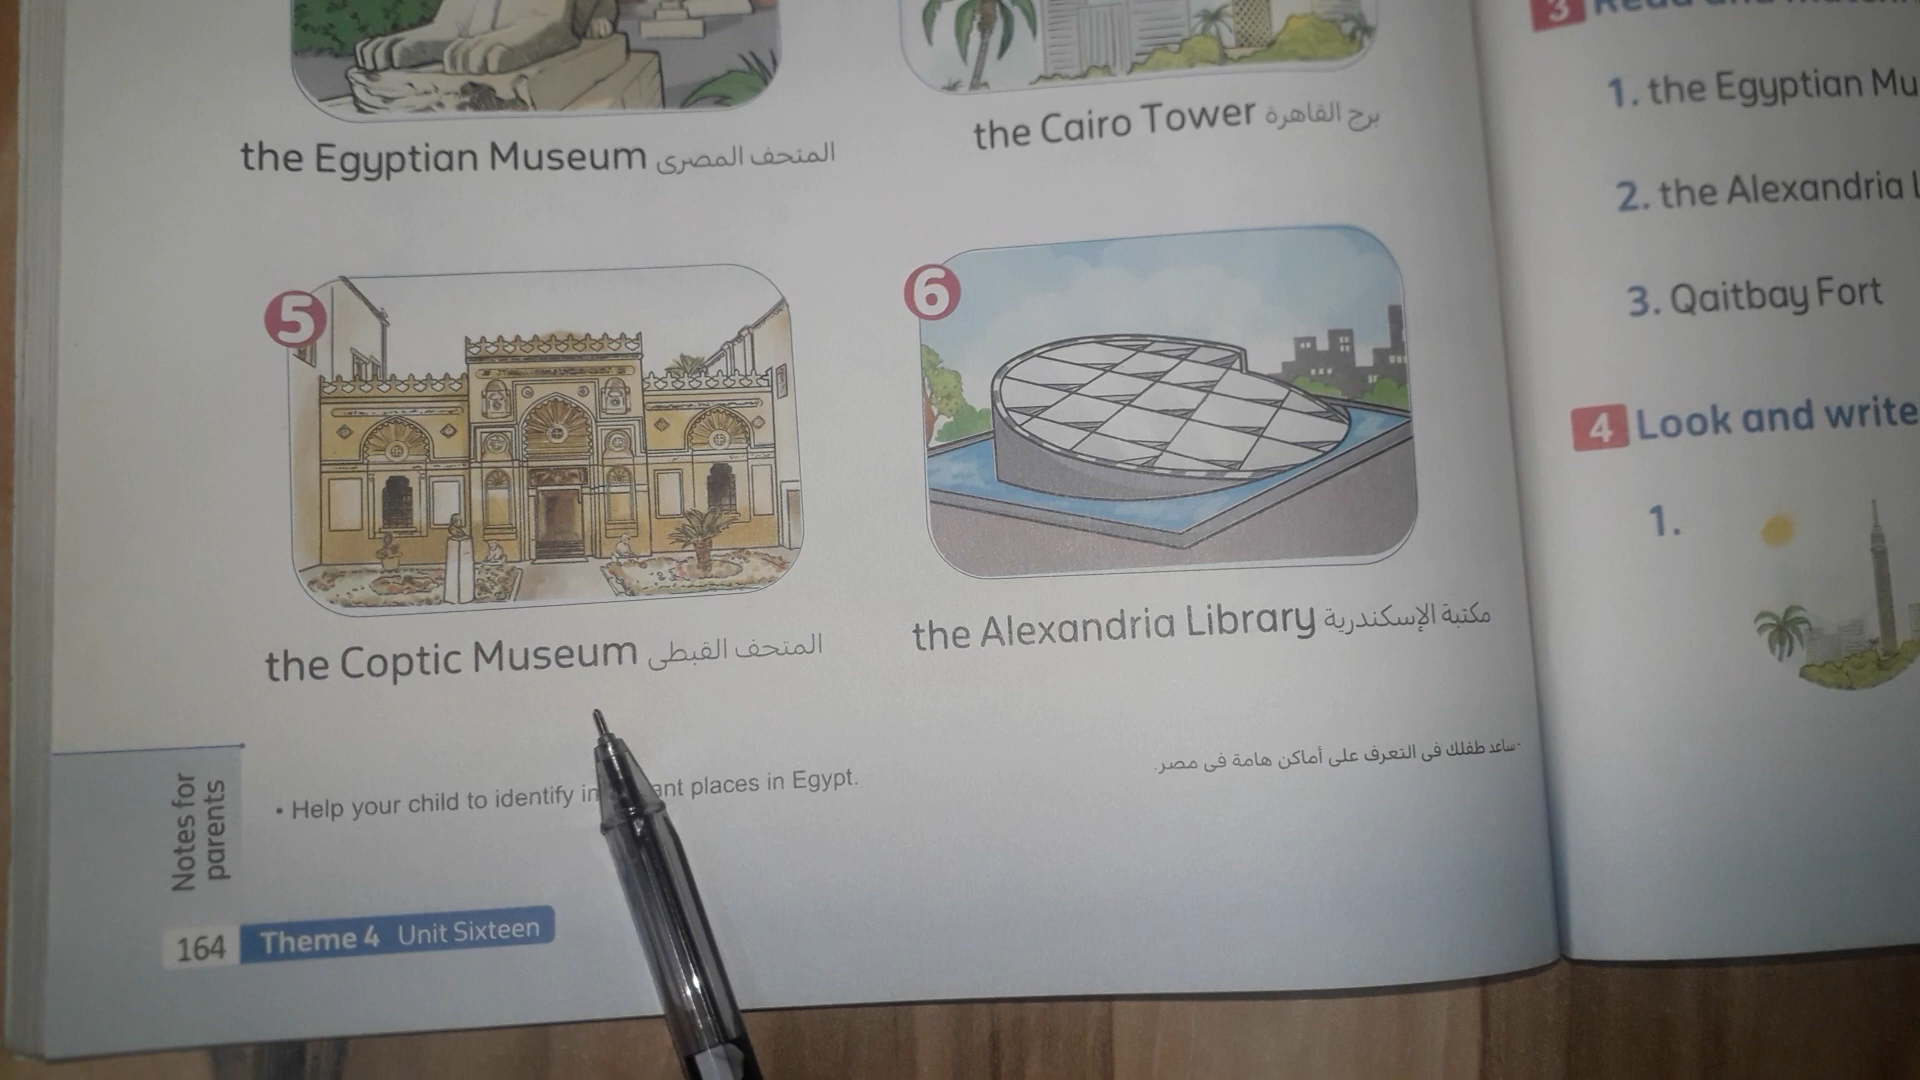 the Egyptian Museum المتحف المصرى
the Cairo Tower برج القاهرة
5
6
the Coptic Museum المتحف القبطى
the Alexandria Library مكتبة الإسكندرية
Notes for
parents
• Help your child to identify places in Egypt.
-ساعد طفلك فى التعرف على أماكن هامة فى مصر.
164 Theme 4 Unit Sixteen
3 Read and
1. the Egyptian Mu
2. the Alexandria L
3. Qaitbay Fort
4 Look and write
1.